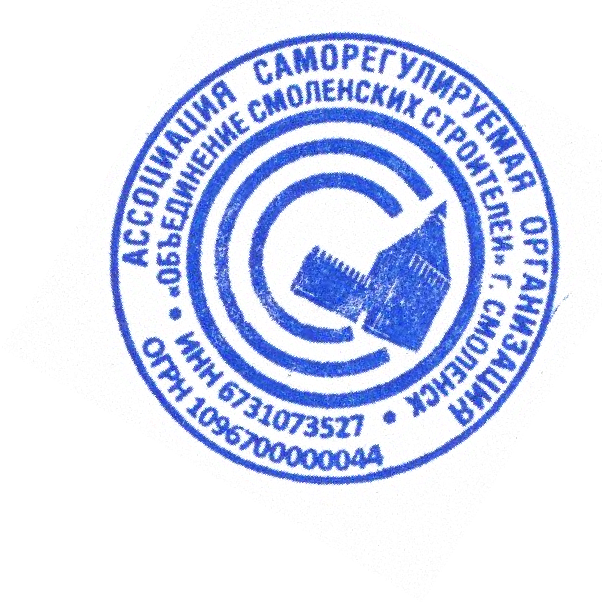 АССОЦИАЦИЯ САМОРЕГУЛИРУЕМАЯ ОРГАНИЗАЦИЯ
«ОБЪЕДИНЕНИЕ СМОЛЕНСКИХ СТРОИТЕЛЕЙ» Г. СМОЛЕНСК
• ИНН 6731073527 •
ОГРН 1096700000044